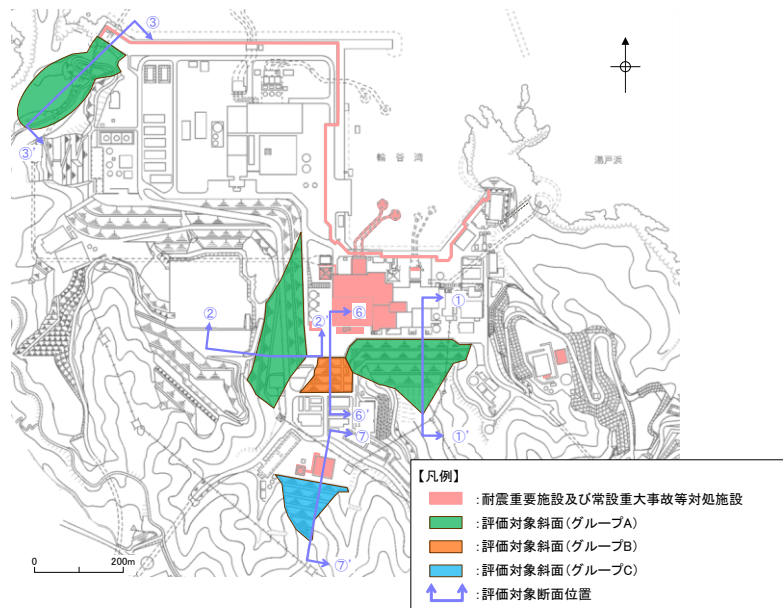 ③
③'
輪谷湾
湯戸浜
②
②'
⑥
①
⑥'
⑦
①'
⑦'
0 200m
【凡例】
:耐震重要施設及び常設重大事故等対処施設
:評価対象斜面(グループA)
:評価対象斜面(グループB)
:評価対象斜面(グループC)
:評価対象断面位置